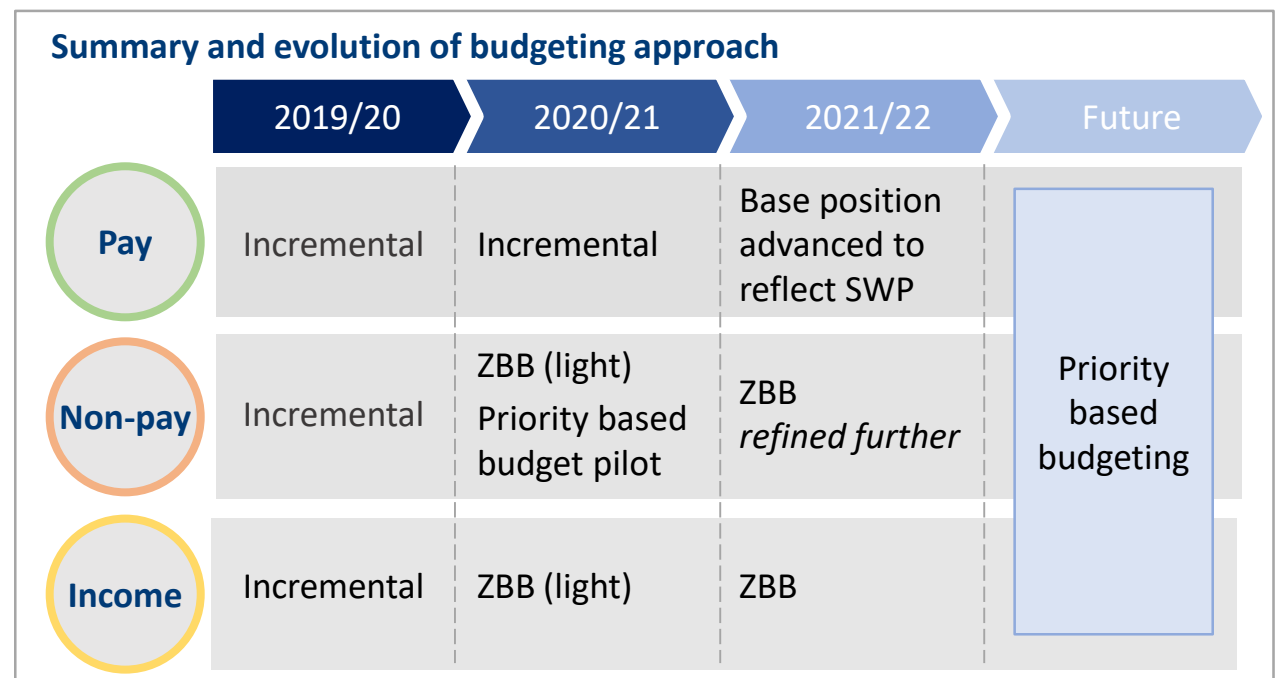 Summary and evolution of budgeting approach
2019/20
2020/21
2021/22
Future
Pay
Incremental
Incremental
Base position
advanced to
reflect SWP
Non-pay
Incremental
ZBB (light)
Priority based
budget pilot
ZBB
refined further
Income
Incremental
ZBB (light)
ZBB
Priority
based
budgeting